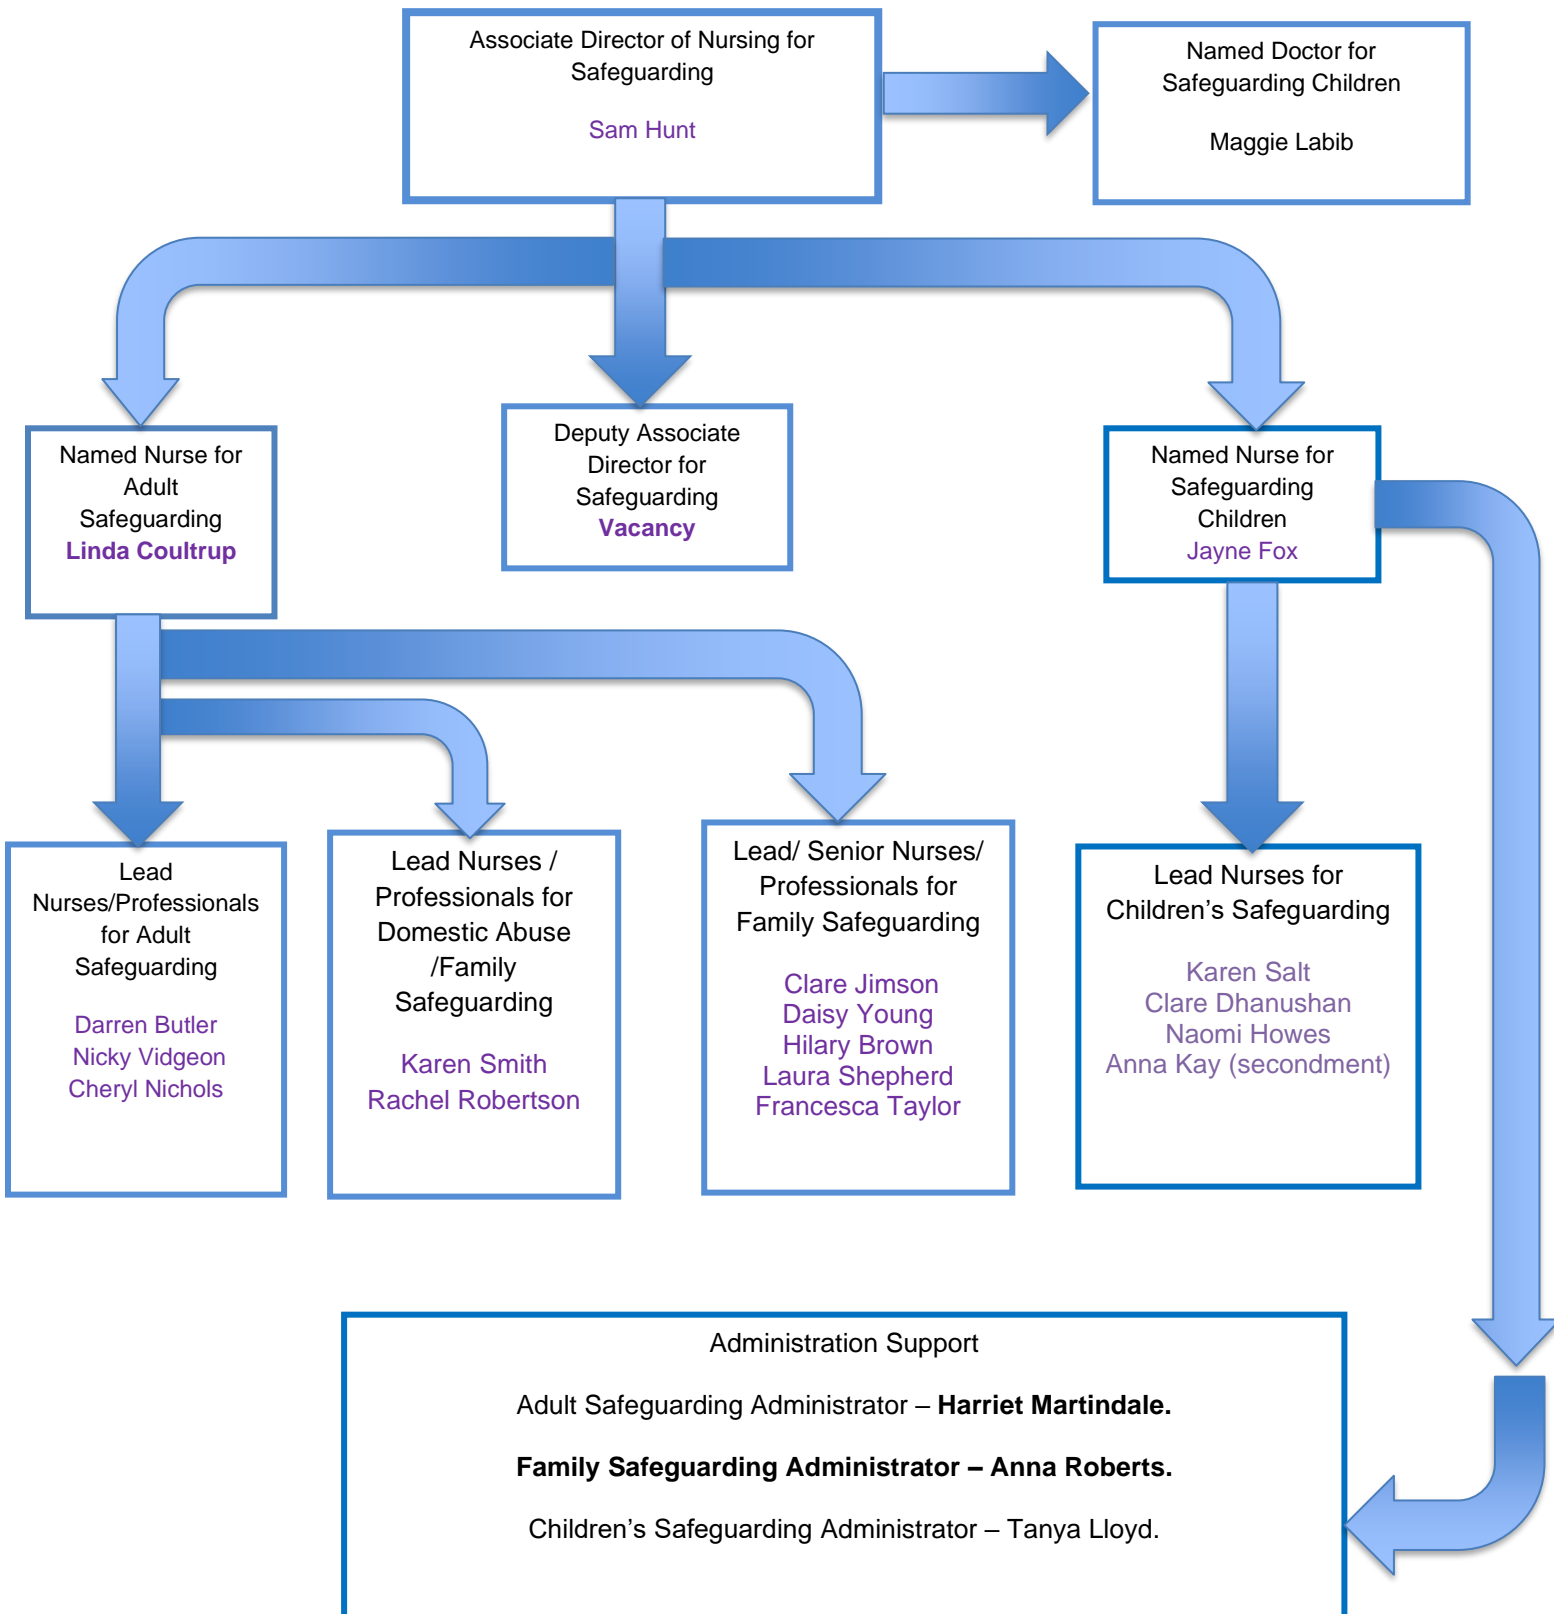 Associate Director of Nursing for
Safeguarding
Sam Hunt
Named Doctor for
Safeguarding Children
Maggie Labib
Named Nurse for
Adult
Safeguarding
Linda Coultrup
Deputy Associate
Director for
Safeguarding
Vacancy
Named Nurse for
Safeguarding
Children
Jayne Fox
Lead
Nurses/Professionals
for Adult
Safeguarding
Darren Butler
Nicky Vidgeon
Cheryl Nichols
Lead Nurses /
Professionals for
Domestic Abuse
/Family
Safeguarding
Karen Smith
Rachel Robertson
Lead/ Senior Nurses/
Professionals for
Family Safeguarding
Clare Jimson
Daisy Young
Hilary Brown
Laura Shepherd
Francesca Taylor
Lead Nurses for
Children’s Safeguarding
Karen Salt
Clare Dhanushan
Naomi Howes
Anna Kay (secondment)
Administration Support
Adult Safeguarding Administrator – Harriet Martindale.
Family Safeguarding Administrator – Anna Roberts.
Children’s Safeguarding Administrator – Tanya Lloyd.